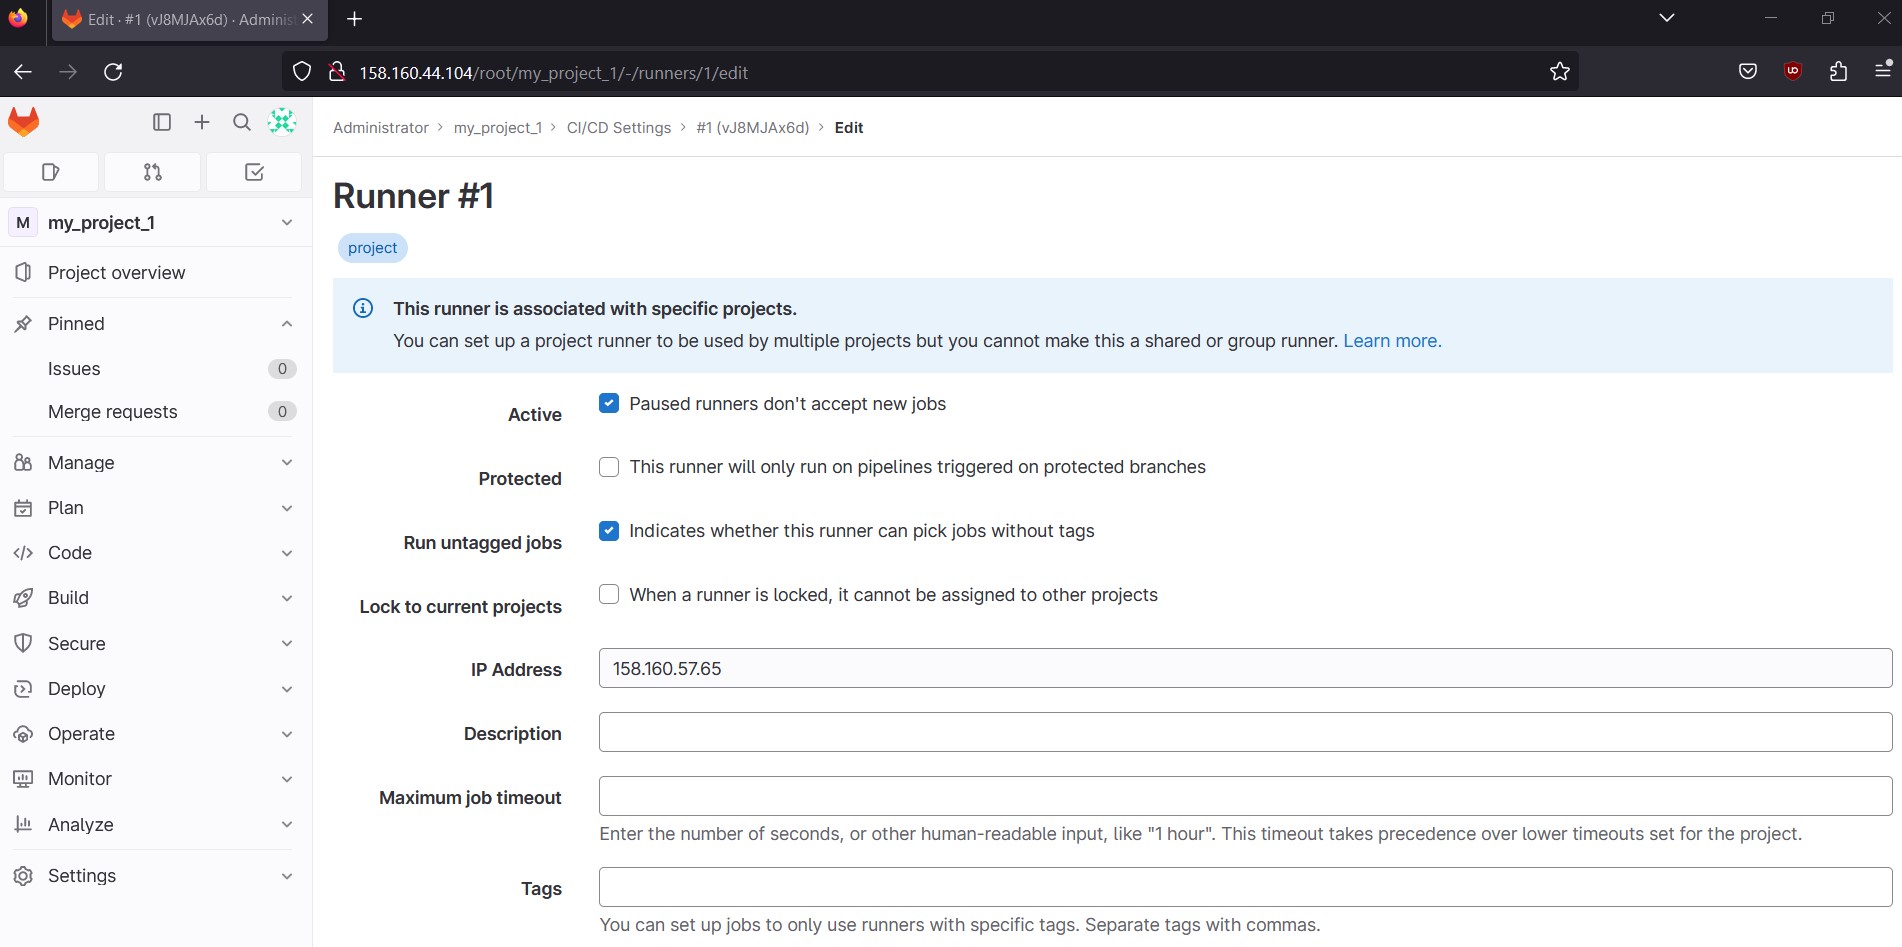 Edit · #1 (vJ8MJAx6d) · Adminis
158.160.44.104/root/my_project_1/-/runners/1/edit
Administrator › my_project_1 › CI/CD Settings › #1 (vJ8MJAx6d) › Edit
M my_project_1
Project overview
Pinned
Issues 0
Merge requests 0
Manage
Plan
Code
Build
Secure
Deploy
Operate
Monitor
Analyze
Settings
Runner #1
project
This runner is associated with specific projects.
You can set up a project runner to be used by multiple projects but you cannot make this a shared or group runner. Learn more.
Active Paused runners don't accept new jobs
Protected This runner will only run on pipelines triggered on protected branches
Run untagged jobs Indicates whether this runner can pick jobs without tags
Lock to current projects When a runner is locked, it cannot be assigned to other projects
IP Address 158.160.57.65
Description
Maximum job timeout
Enter the number of seconds, or other human-readable input, like "1 hour". This timeout takes precedence over lower timeouts set for the project.
Tags
You can set up jobs to only use runners with specific tags. Separate tags with commas.